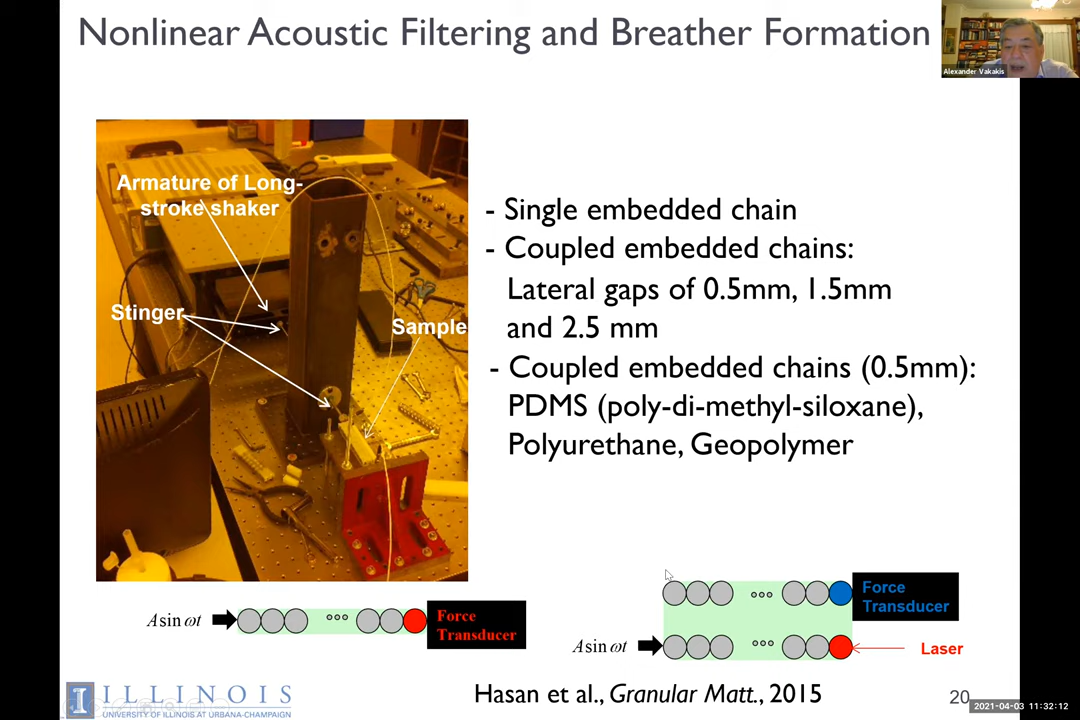 Nonlinear Acoustic Filtering and Breather Formation
Alexander Vakakis
Armature of Long-
stroke shaker
Stinger
Sample
- Single embedded chain
- Coupled embedded chains:
Lateral gaps of 0.5mm, 1.5mm
and 2.5 mm
- Coupled embedded chains (0.5mm):
PDMS (poly-di-methyl-siloxane),
Polyurethane, Geopolymer
A sin ωt
Force
Transducer
Force
Transducer
A sin ωt
Laser
I ILLINOIS
UNIVERSITY OF ILLINOIS AT URBANA-CHAMPAIGN
Hasan et al., Granular Matt., 2015
20
2021-04-03 11:32:12